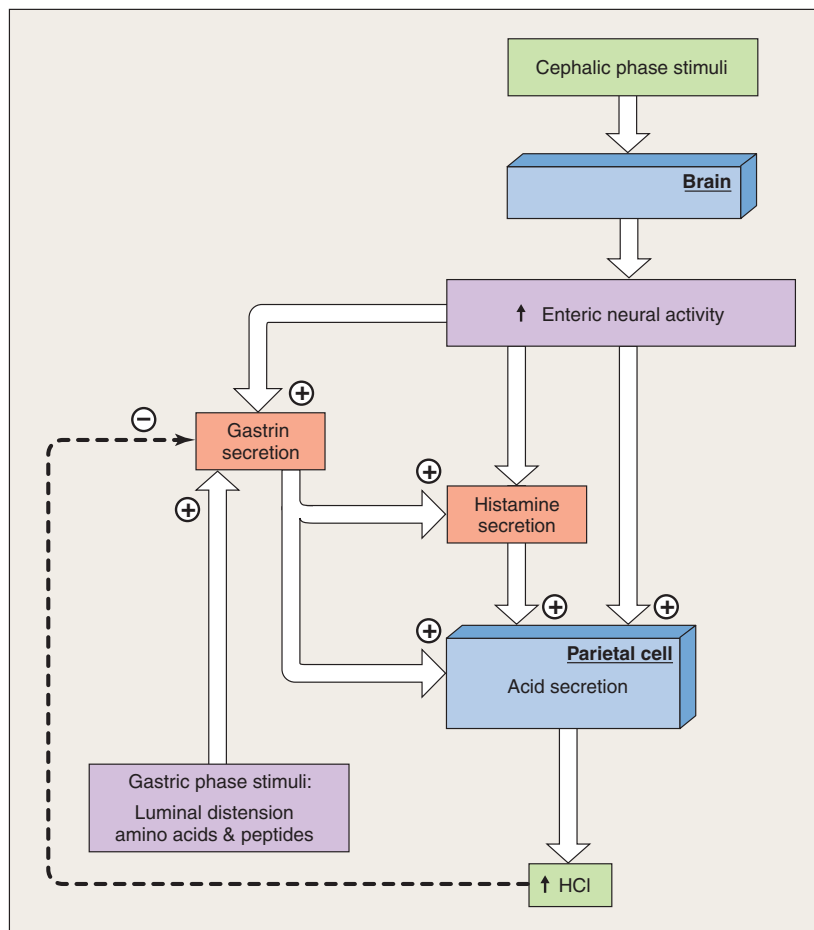 Cephalic phase stimuli
Brain
↑ Enteric neural activity
+
−
Gastrin
secretion
+
+
Histamine
secretion
+
+
+
Parietal cell
Acid secretion
Gastric phase stimuli:
Luminal distension
amino acids & peptides
↑ HCl